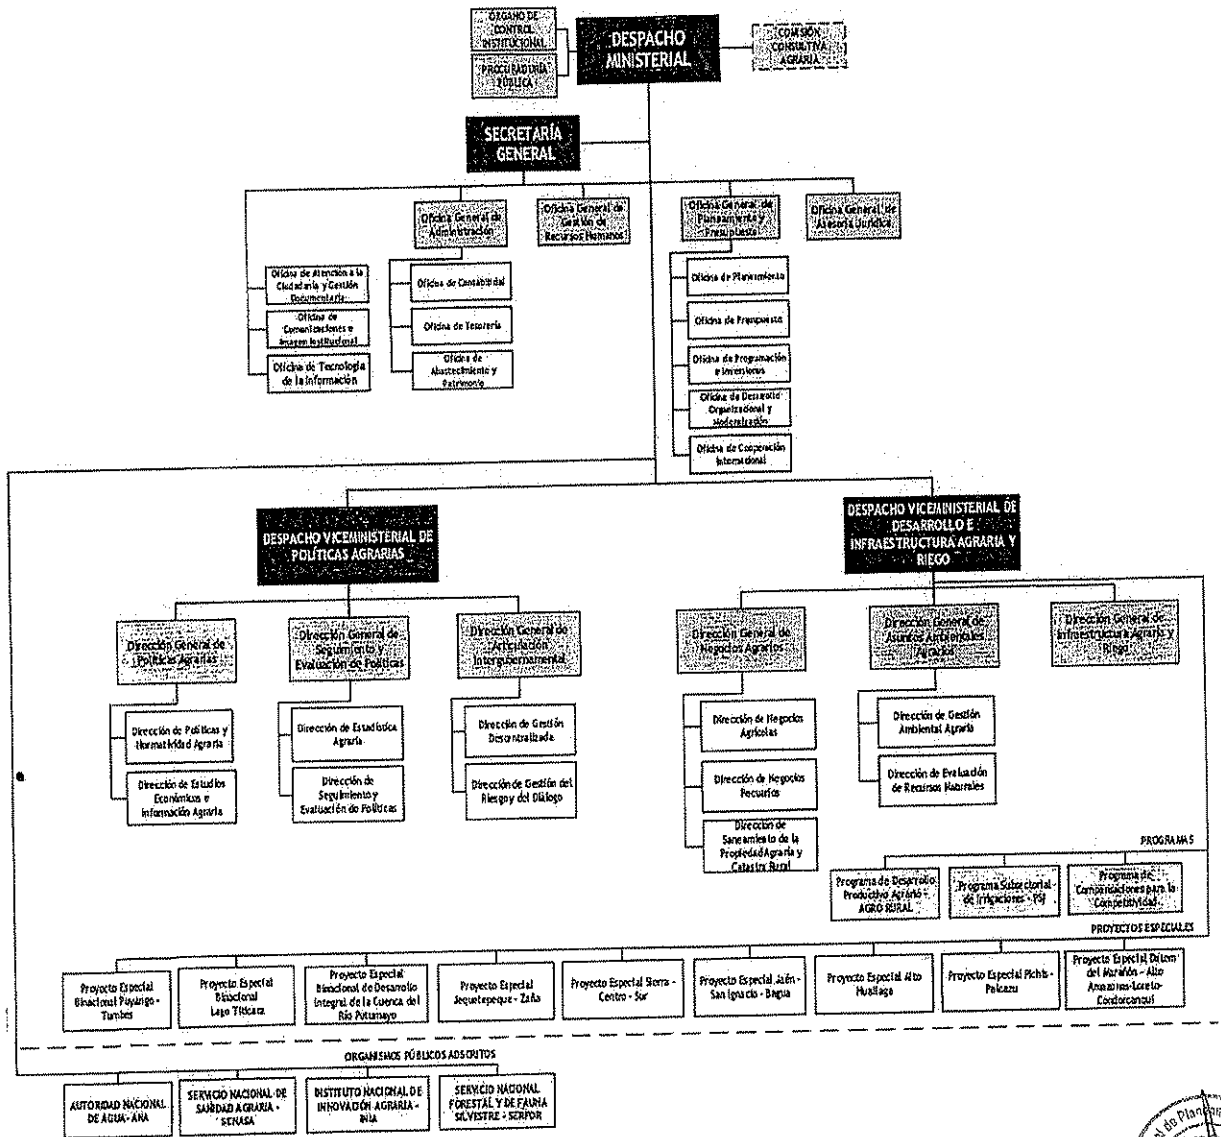 ÓRGANO DE
CONTROL
INSTITUCIONAL
PROCURADURÍA
PÚBLICA
DESPACHO
MINISTERIAL
COMISIÓN
CONSULTIVA
AGRARIA
SECRETARÍA
GENERAL
Oficina General de
Administración
Oficina General de
Gestión de
Recursos Humanos
Oficina General de
Planeamiento y
Presupuesto
Oficina General de
Asesoría Jurídica
Oficina de Atención a la
Ciudadanía y Gestión
Documentaria
Oficina de
Comunicaciones e
Imagen Institucional
Oficina de Tecnología
de la Información
Oficina de Contabilidad
Oficina de Tesorería
Oficina de
Abastecimiento y
Patrimonio
Oficina de Planeamiento
Oficina de Presupuesto
Oficina de Programación
e Inversiones
Oficina de Desarrollo
Organizacional y
Modernización
Oficina de Cooperación
Internacional
DESPACHO VICEMINISTERIAL DE
POLÍTICAS AGRARIAS
DESPACHO VICEMINISTERIAL DE
DESARROLLO E
INFRAESTRUCTURA AGRARIA Y
RIEGO
Dirección General de
Políticas Agrarias
Dirección General de
Seguimiento y
Evaluación de Políticas
Dirección General de
Articulación
Intergubernamental
Dirección General de
Negocios Agrarios
Dirección General de
Asuntos Ambientales
Agrarios
Dirección General de
Infraestructura Agraria y
Riego
Dirección de Políticas y
Normatividad Agraria
Dirección de Estudios
Económicos e
Información Agraria
Dirección de Estadística
Agraria
Dirección de
Seguimiento y
Evaluación de Políticas
Dirección de Gestión
Descentralizada
Dirección de Gestión del
Riesgo y del Diálogo
Dirección de Negocios
Agrícolas
Dirección de Negocios
Pecuarios
Dirección de
Saneamiento de la
Propiedad Agraria y
Catastro Rural
Dirección de Gestión
Ambiental Agraria
Dirección de Evaluación
de Recursos Naturales
PROGRAMAS
Programa de Desarrollo
Productivo Agrario -
AGRO RURAL
Programa Subsectorial
de Irrigaciones - PSI
Programa de
Compensaciones para la
Competitividad
PROYECTOS ESPECIALES
Proyecto Especial
Binacional Puyango -
Tumbes
Proyecto Especial
Binacional
Lago Titicaca
Proyecto Especial
Binacional de Desarrollo
Integral de la Cuenca del
Río Putumayo
Proyecto Especial
Jequetepeque - Zaña
Proyecto Especial Sierra -
Centro - Sur
Proyecto Especial Jaén -
San Ignacio - Bagua
Proyecto Especial Alto
Huallaga
Proyecto Especial Pichis -
Palcazu
Proyecto Especial Datem
del Marañón - Alto
Amazonas-Loreto-
Condorcanqui
ORGANISMOS PÚBLICOS ADSCRITOS
AUTORIDAD NACIONAL
DE AGUA - ANA
SERVICIO NACIONAL DE
SANIDAD AGRARIA -
SENASA
INSTITUTO NACIONAL DE
INNOVACIÓN AGRARIA -
INIA
SERVICIO NACIONAL
FORESTAL Y DE FAUNA
SILVESTRE - SERFOR